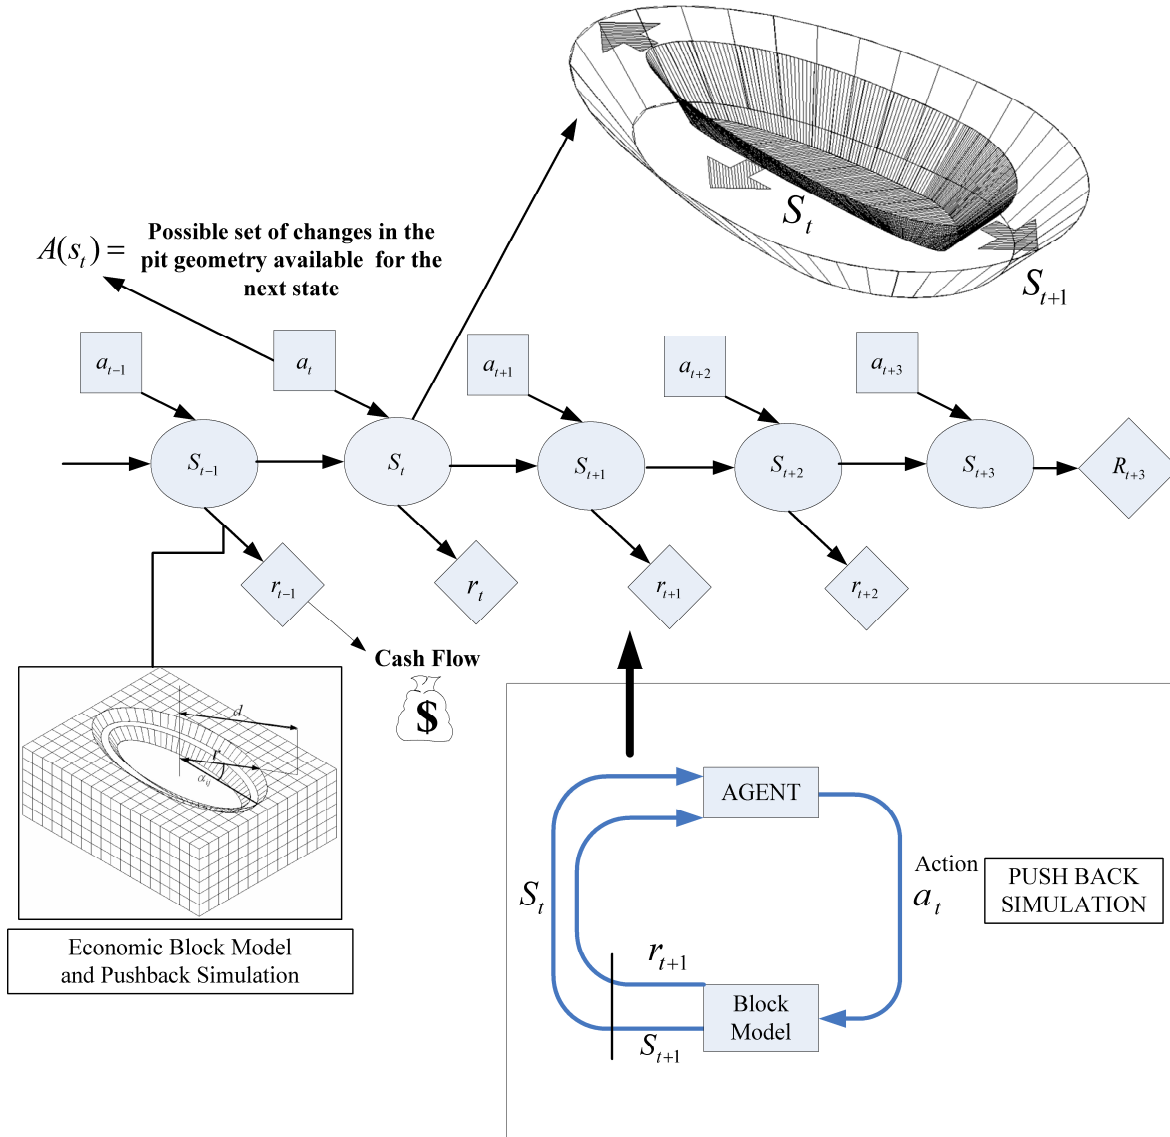 S_t
S_{t+1}
A(s_t) =
Possible set of changes in the
pit geometry available for the
next state
a_{t-1}
a_t
a_{t+1}
a_{t+2}
a_{t+3}
S_{t-1}
S_t
S_{t+1}
S_{t+2}
S_{t+3}
R_{t+3}
r_{t-1}
r_t
r_{t+1}
r_{t+2}
Cash Flow
$
d
r
α_{ij}
Economic Block Model
and Pushback Simulation
AGENT
Action
a_t
PUSH BACK
SIMULATION
S_t
r_{t+1}
Block
Model
S_{t+1}